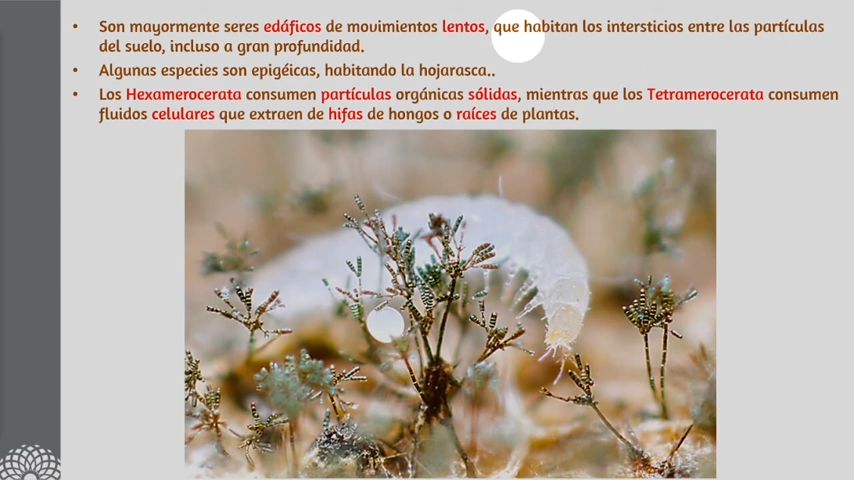 • Son mayormente seres edáficos de movimientos lentos, que habitan los intersticios entre las partículas
del suelo, incluso a gran profundidad.
• Algunas especies son epigéicas, habitando la hojarasca..
• Los Hexamerocerata consumen partículas orgánicas sólidas, mientras que los Tetramerocerata consumen
fluidos celulares que extraen de hifas de hongos o raíces de plantas.